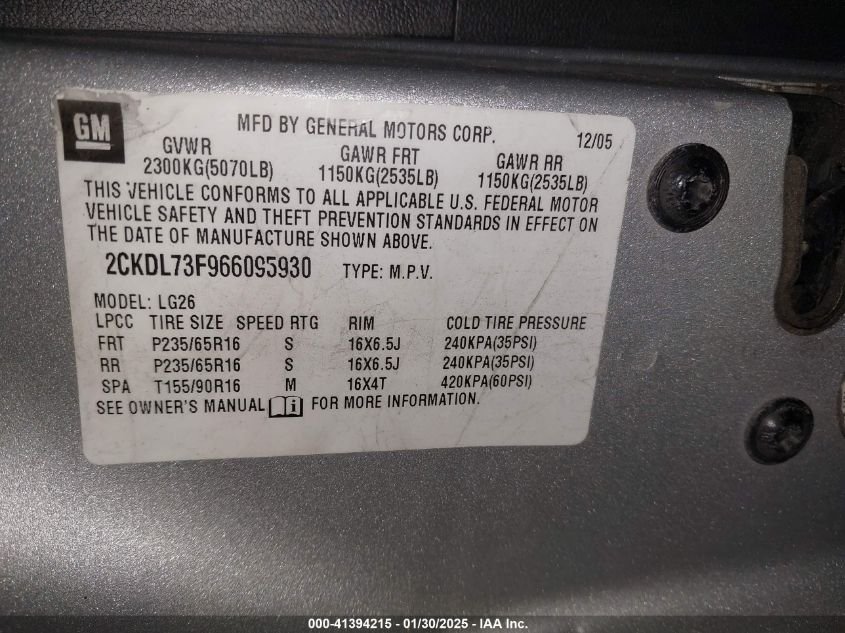 GM
MFD BY GENERAL MOTORS CORP. 12/05
GVWR GAWR FRT GAWR RR
2300KG(5070LB) 1150KG(2535LB) 1150KG(2535LB)
THIS VEHICLE CONFORMS TO ALL APPLICABLE U.S. FEDERAL MOTOR
VEHICLE SAFETY AND THEFT PREVENTION STANDARDS IN EFFECT ON
THE DATE OF MANUFACTURE SHOWN ABOVE.
2CKDL73F966095930 TYPE: M.P.V.
MODEL: LG26
LPCC TIRE SIZE SPEED RTG RIM COLD TIRE PRESSURE
FRT P235/65R16 S 16X6.5J 240KPA(35PSI)
RR P235/65R16 S 16X6.5J 240KPA(35PSI)
SPA T155/90R16 M 16X4T 420KPA(60PSI)
SEE OWNER'S MANUAL i FOR MORE INFORMATION.
000-41394215 - 01/30/2025 - IAA Inc.